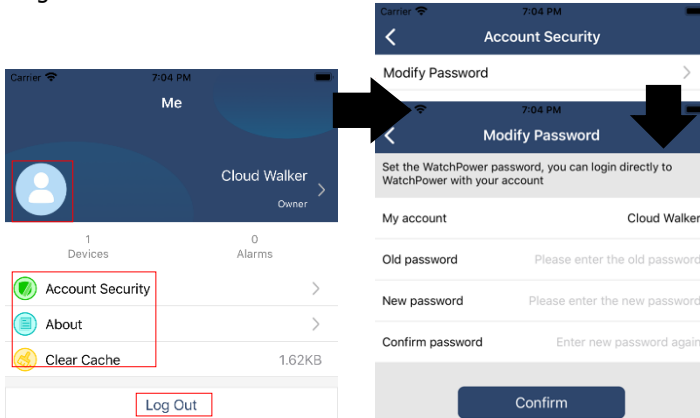 Carrier 7:04 PM
Me
Cloud Walker
Owner
1
Devices
0
Alarms
Account Security
About
Clear Cache 1.62KB
Log Out
Carrier 7:04 PM
Account Security
Modify Password
7:04 PM
Modify Password
Set the WatchPower password, you can login directly to
WatchPower with your account
My account Cloud Walker
Old password Please enter the old password
New password Please enter the new password
Confirm password Enter new password again
Confirm